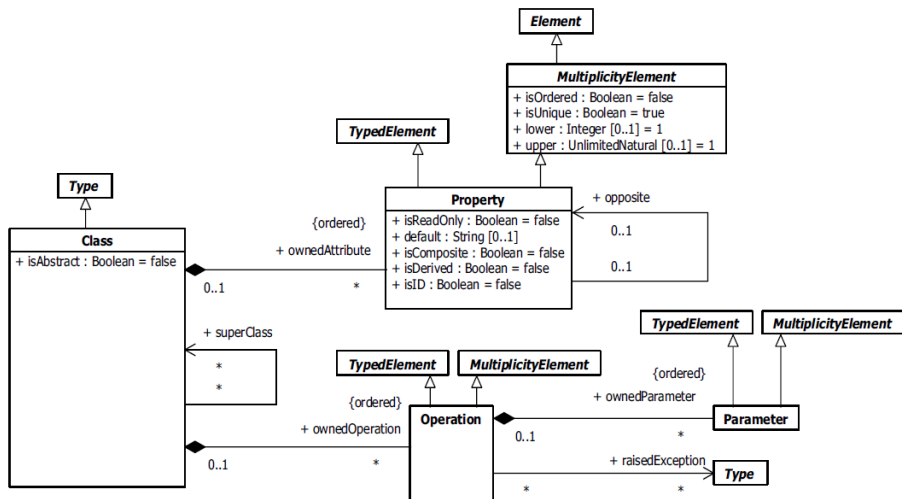 Element
MultiplicityElement
+ isOrdered : Boolean = false
+ isUnique : Boolean = true
+ lower : Integer [0..1] = 1
+ upper : UnlimitedNatural [0..1] = 1
TypedElement
Type
Property
+ isReadOnly : Boolean = false
+ default : String [0..1]
+ isComposite : Boolean = false
+ isDerived : Boolean = false
+ isID : Boolean = false
+ opposite
0..1
0..1
Class
+ isAbstract : Boolean = false
{ordered}
+ ownedAttribute
0..1
*
+ superClass
*
*
TypedElement
MultiplicityElement
TypedElement
MultiplicityElement
{ordered}
+ ownedOperation
0..1
*
Operation
{ordered}
+ ownedParameter
0..1
*
Parameter
+ raisedException
*
*
Type